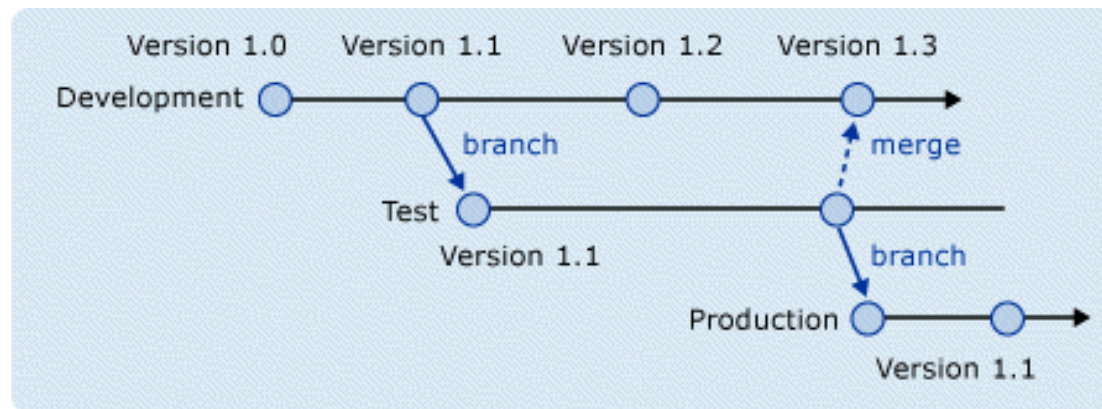 Version 1.0 Version 1.1 Version 1.2 Version 1.3
Development
branch merge
Test
Version 1.1 branch
Production
Version 1.1